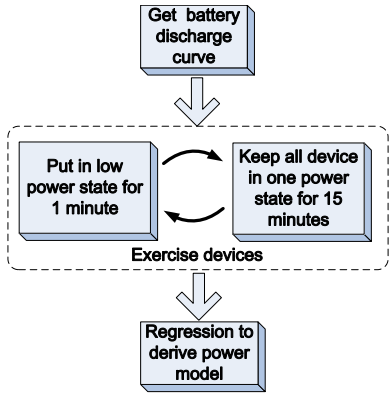 Get battery
discharge
curve
Put in low
power state for
1 minute
Keep all device
in one power
state for 15
minutes
Exercise devices
Regression to
derive power
model